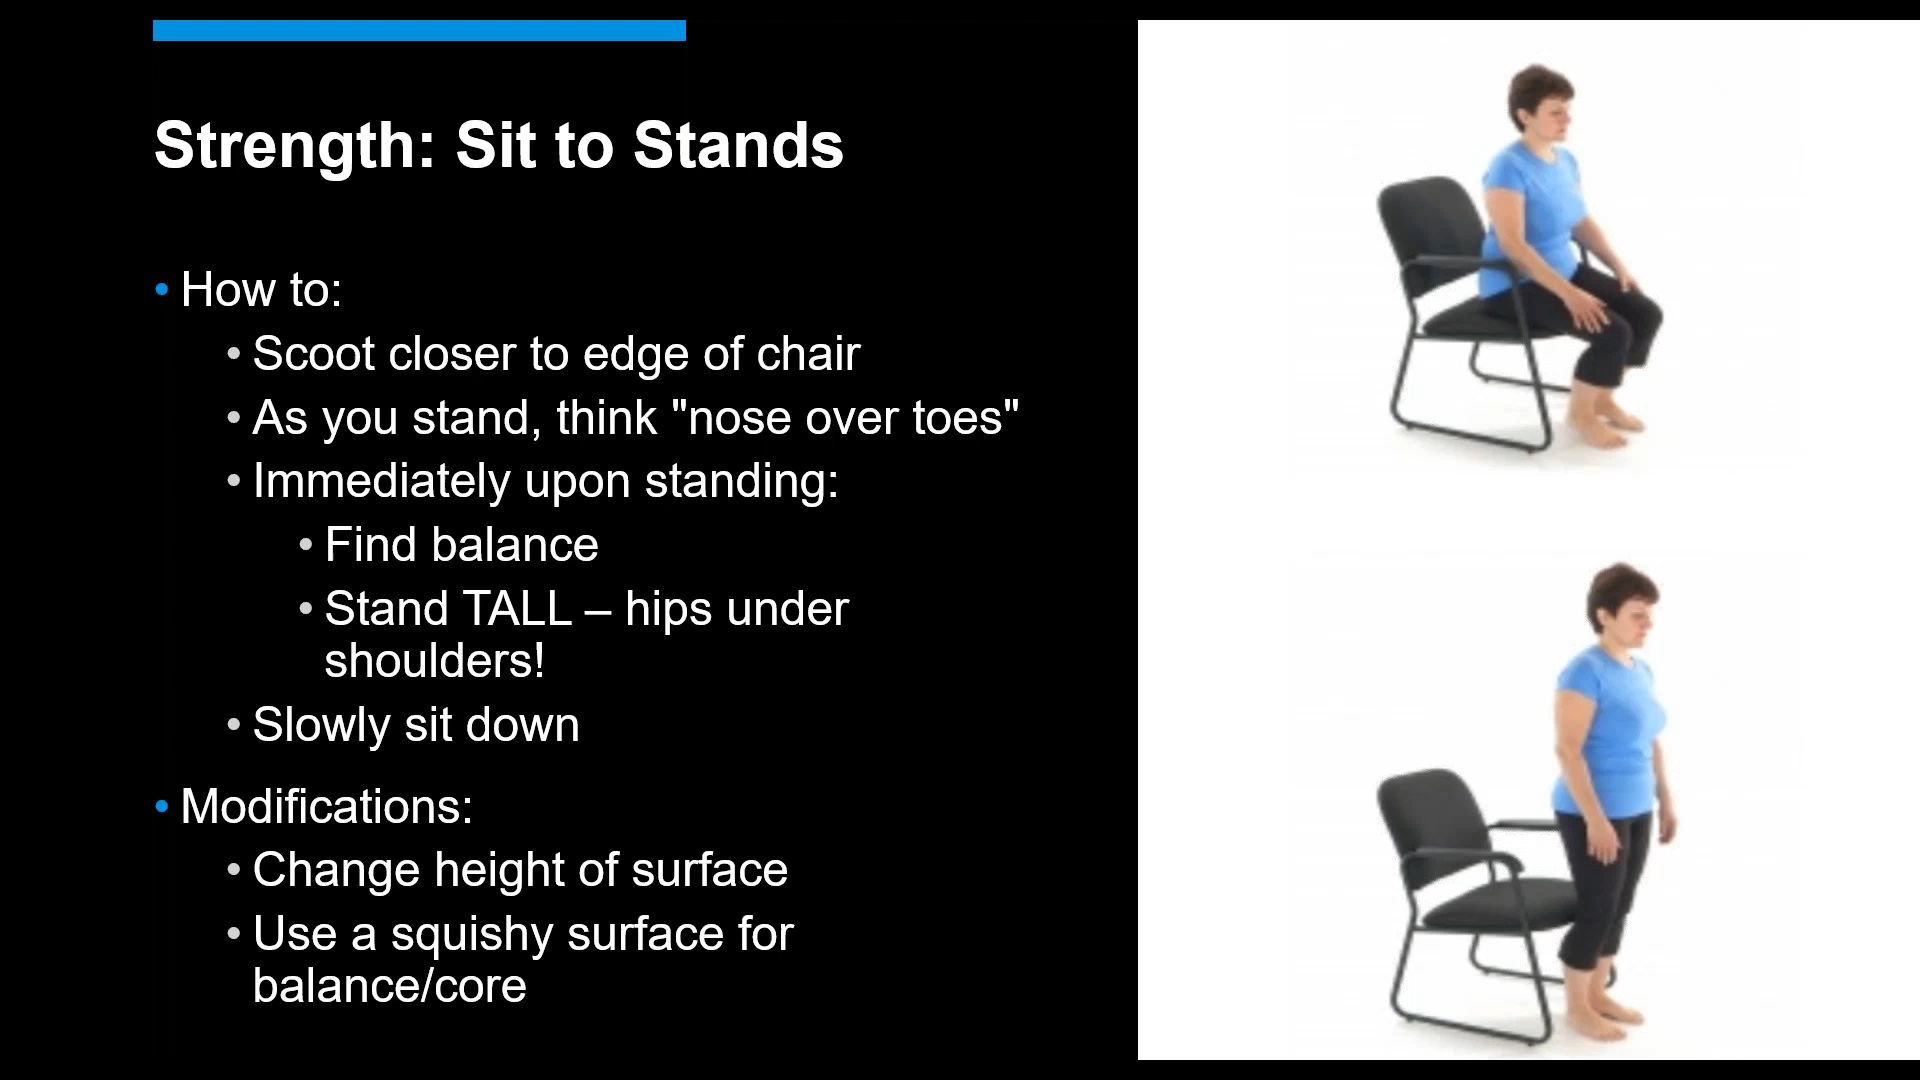 Strength: Sit to Stands
• How to:
• Scoot closer to edge of chair
• As you stand, think "nose over toes"
• Immediately upon standing:
• Find balance
• Stand TALL – hips under
shoulders!
• Slowly sit down
• Modifications:
• Change height of surface
• Use a squishy surface for
balance/core